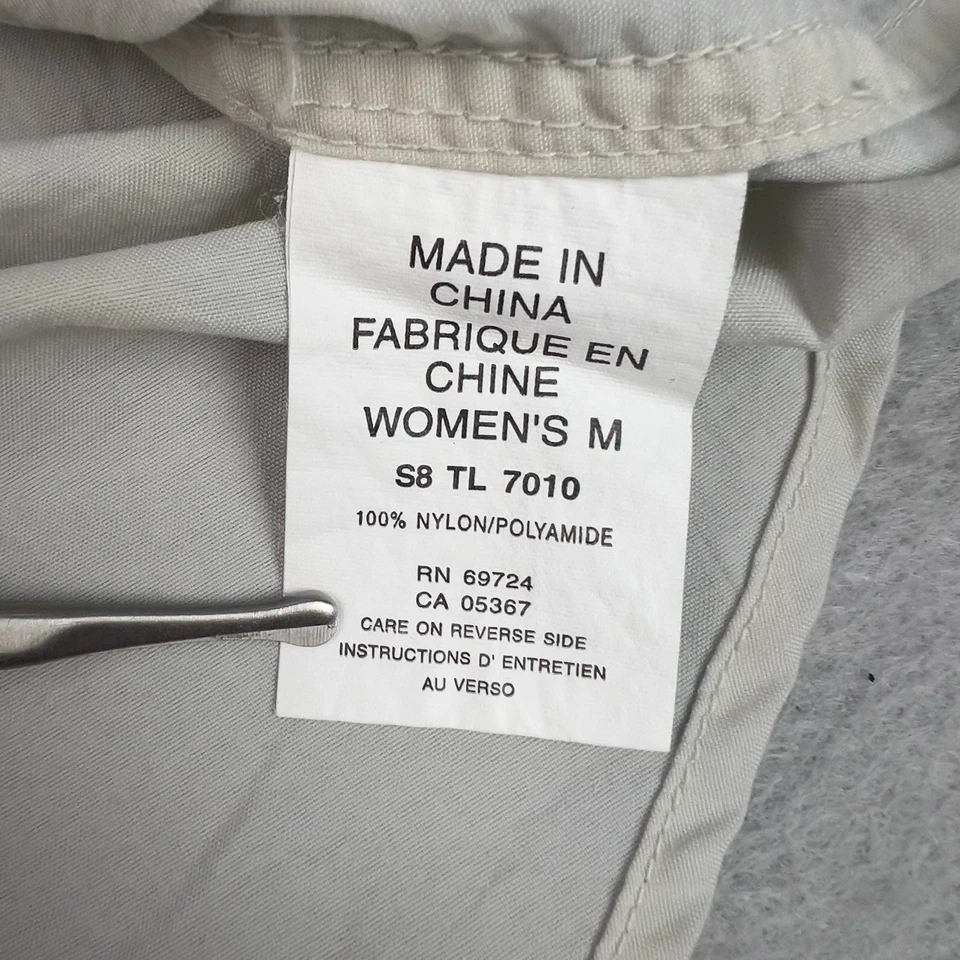 MADE IN
CHINA
FABRIQUE EN
CHINE
WOMEN'S M
S8 TL 7010
100% NYLON/POLYAMIDE
RN 69724
CA 05367
CARE ON REVERSE SIDE
INSTRUCTIONS D' ENTRETIEN
AU VERSO